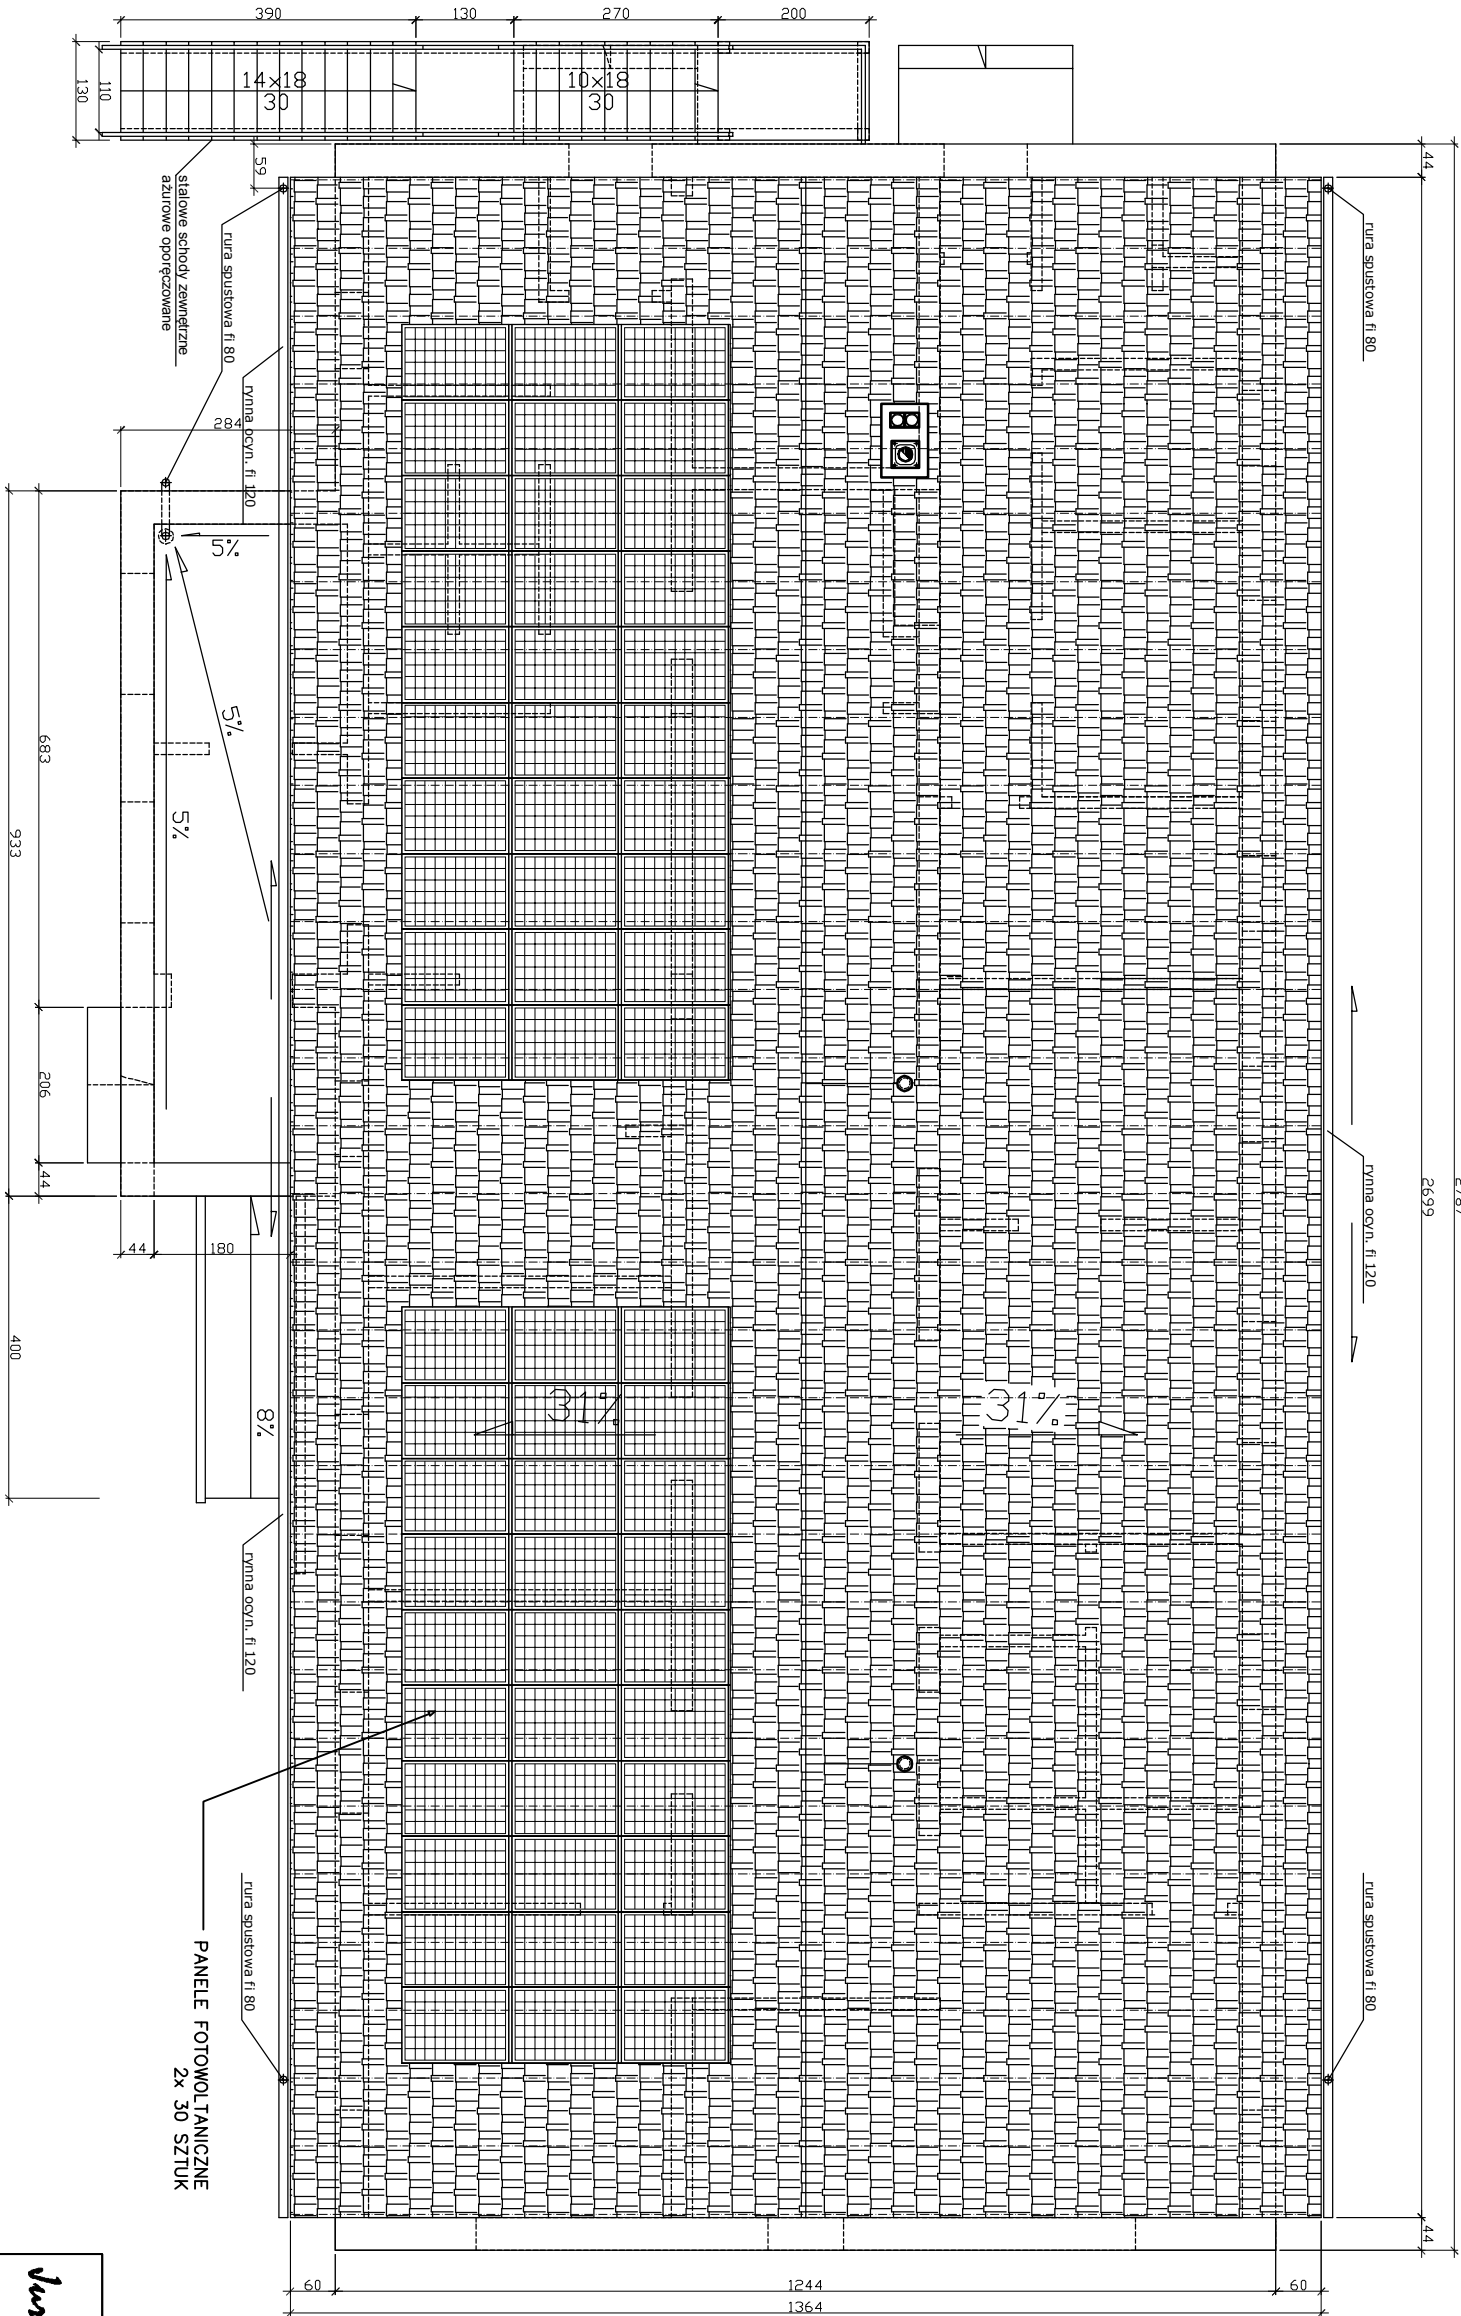 390
130
270
200
130
110
14×18
30
10×18
30
59
44
stalowe schody zewnętrzne
ażurowe oporęczowane
rura spustowa fi 80
rynna ocyn. fi 120
284
rura spustowa fi 80
5%
5%
5%
683
933
206
44
44
180
400
8%
31%
31%
2699
rynna ocyn. fi 120
rynna ocyn. fi 120
rura spustowa fi 80
rura spustowa fi 80
PANELE FOTOWOLTANICZNE
2x 30 SZTUK
44
60
1244
60
1364